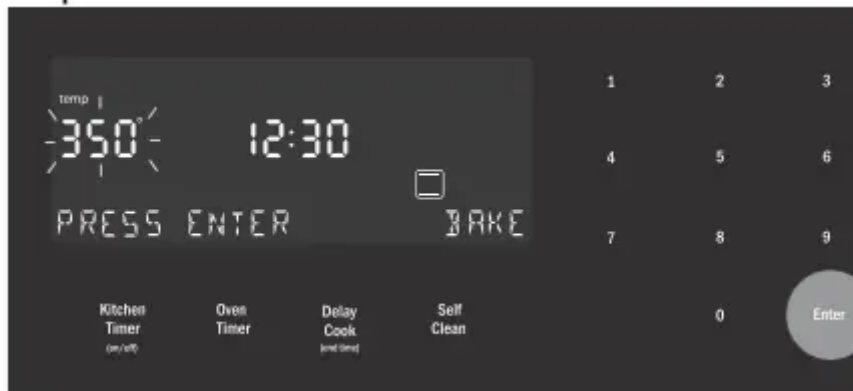 temp
350° 12:30
PRESS ENTER BAKE
1 2 3
4 5 6
7 8 9
0 Enter
Kitchen Timer (on/off)
Oven Timer
Delay Cook (end time)
Self Clean